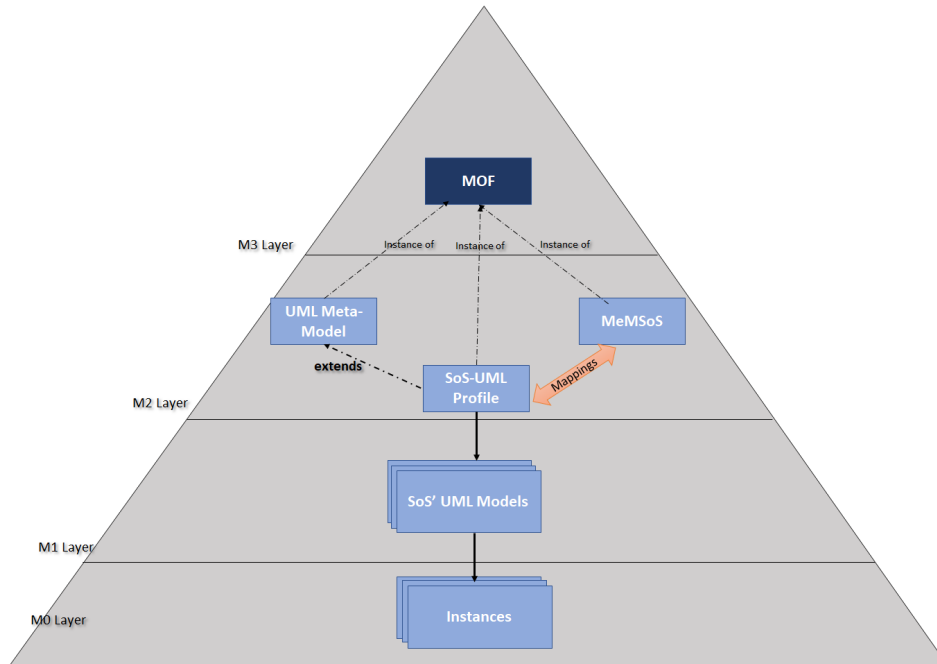 MOF
Instance of
Instance of
Instance of
M3 Layer
UML Meta-
Model
MeMSoS
extends
SoS-UML
Profile
Mappings
M2 Layer
SoS’ UML Models
M1 Layer
Instances
M0 Layer